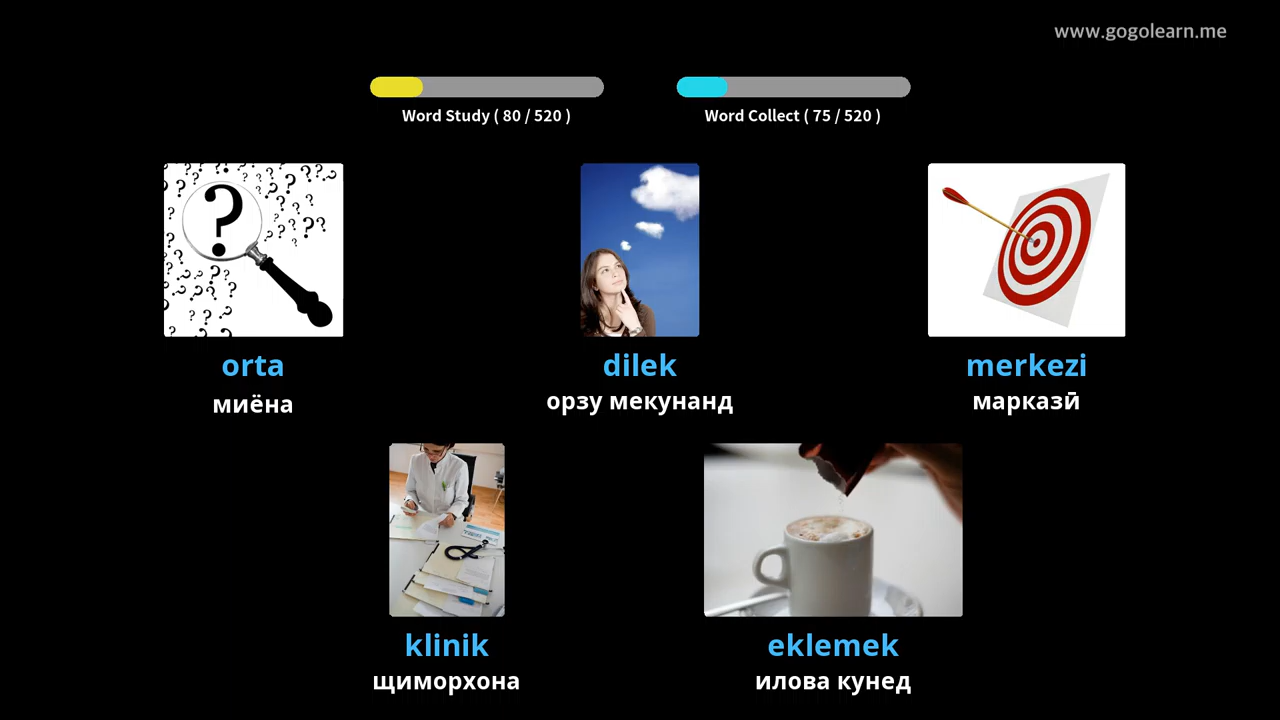 www.gogolearn.me
Word Study ( 80 / 520 )
Word Collect ( 75 / 520 )
orta
миёна
dilek
орзу мекунанд
merkezi
марказӣ
klinik
щиморхона
eklemek
илова кунед